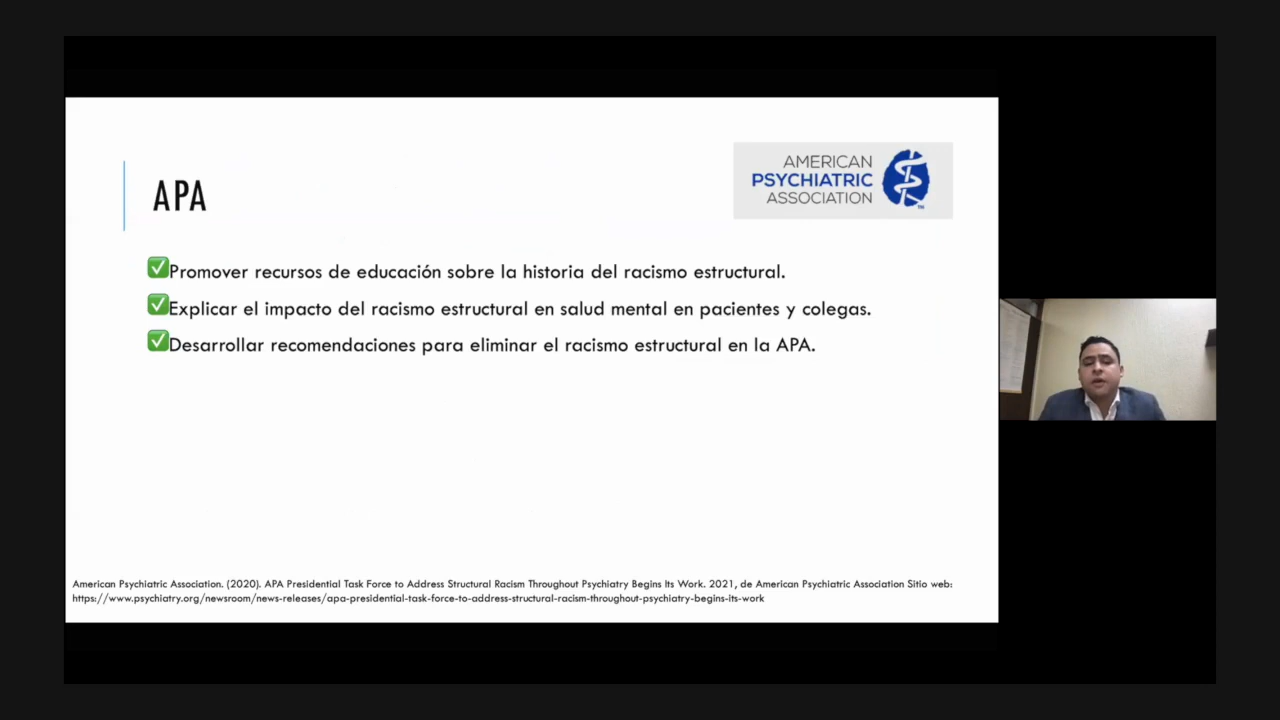 APA
AMERICAN
PSYCHIATRIC
ASSOCIATION
TM
✅Promover recursos de educación sobre la historia del racismo estructural.
✅Explicar el impacto del racismo estructural en salud mental en pacientes y colegas.
✅Desarrollar recomendaciones para eliminar el racismo estructural en la APA.
American Psychiatric Association. (2020). APA Presidential Task Force to Address Structural Racism Throughout Psychiatry Begins Its Work. 2021, de American Psychiatric Association Sitio web:
https://www.psychiatry.org/newsroom/news-releases/apa-presidential-task-force-to-address-structural-racism-throughout-psychiatry-begins-its-work